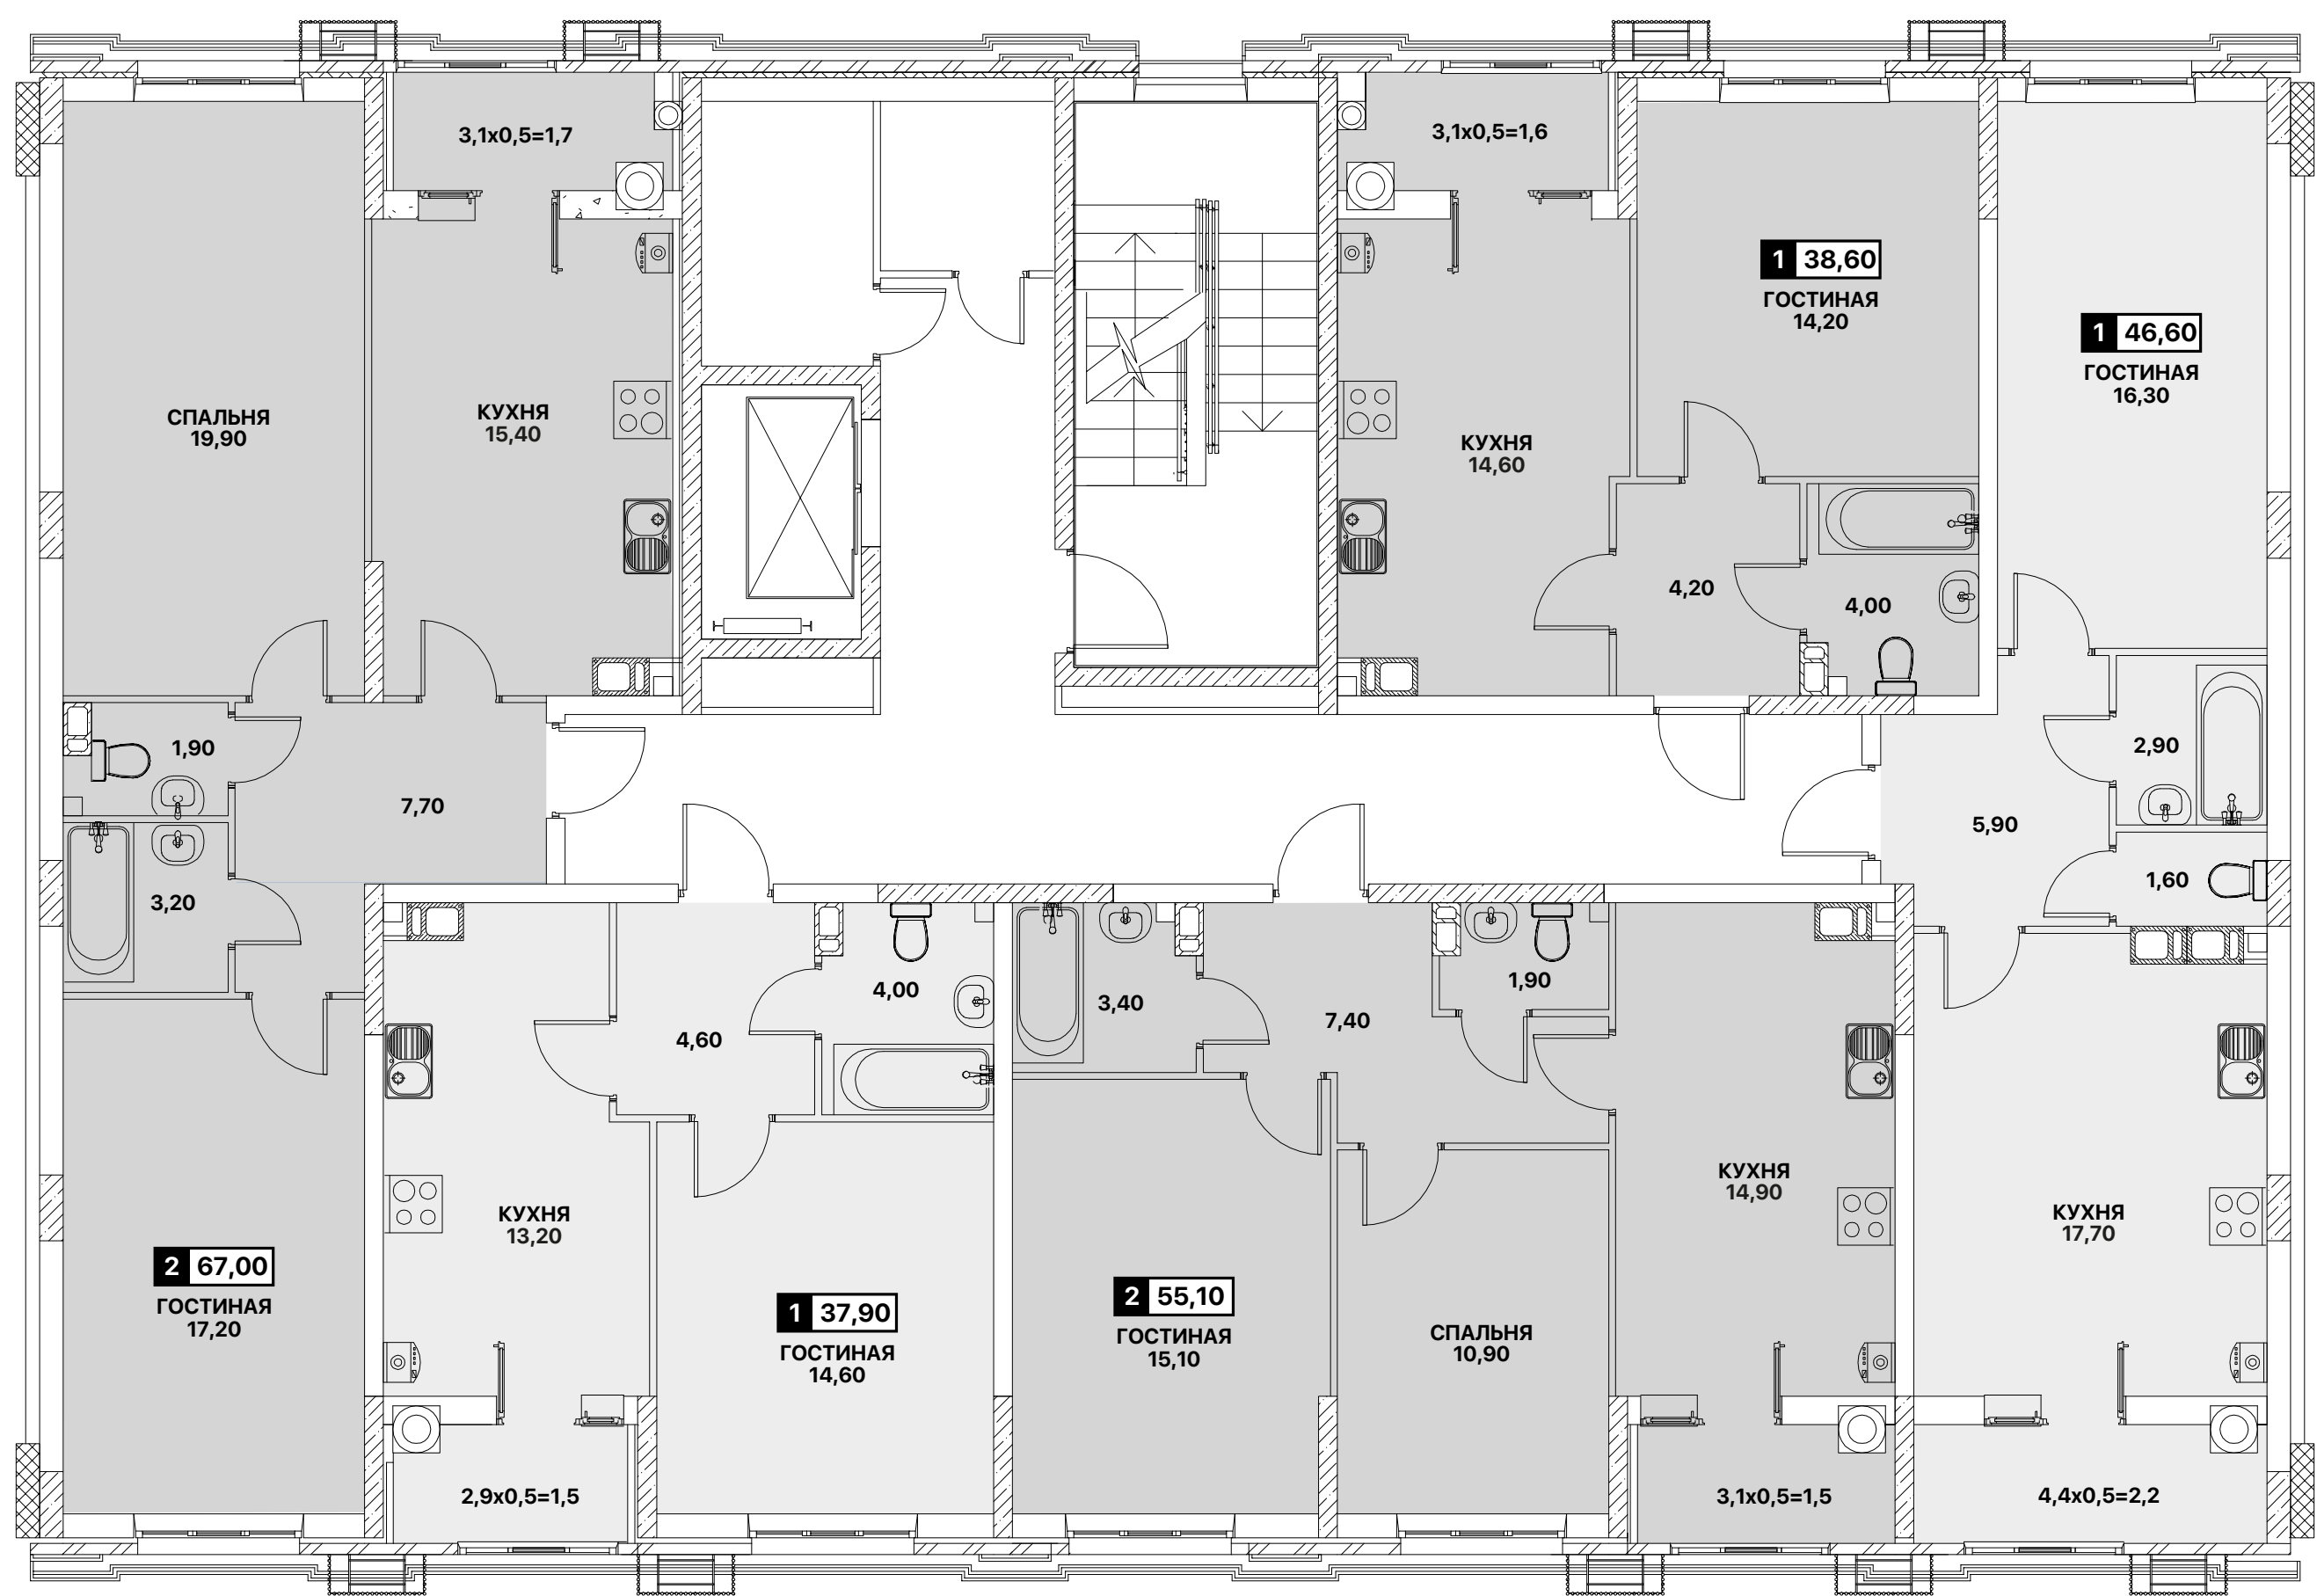 3,1x0,5=1,7
СПАЛЬНЯ
19,90
КУХНЯ
15,40
1,90
7,70
3,20
2 67,00
ГОСТИНАЯ
17,20
3,1x0,5=1,6
КУХНЯ
14,60
1 38,60
ГОСТИНАЯ
14,20
4,20
4,00
1 46,60
ГОСТИНАЯ
16,30
2,90
5,90
1,60
КУХНЯ
17,70
4,4x0,5=2,2
4,00
4,60
КУХНЯ
13,20
1 37,90
ГОСТИНАЯ
14,60
2,9x0,5=1,5
3,40
7,40
1,90
2 55,10
ГОСТИНАЯ
15,10
СПАЛЬНЯ
10,90
КУХНЯ
14,90
3,1x0,5=1,5